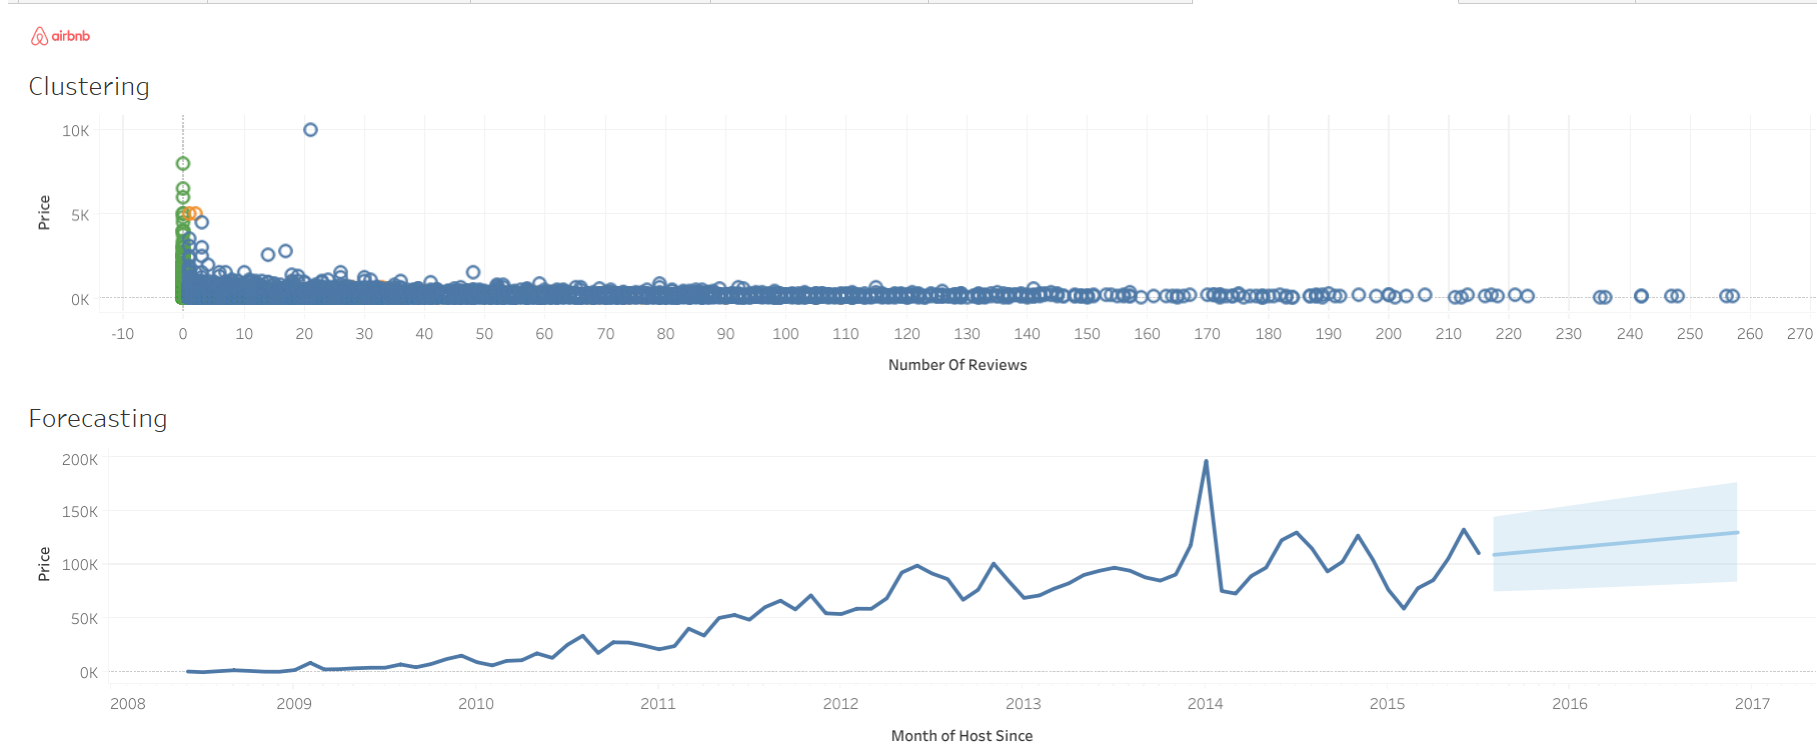 airbnb
Clustering
10K
5K
0K
Price
-10 0 10 20 30 40 50 60 70 80 90 100 110 120 130 140 150 160 170 180 190 200 210 220 230 240 250 260 270
Number Of Reviews
Forecasting
200K
150K
100K
50K
0K
Price
2008 2009 2010 2011 2012 2013 2014 2015 2016 2017
Month of Host Since